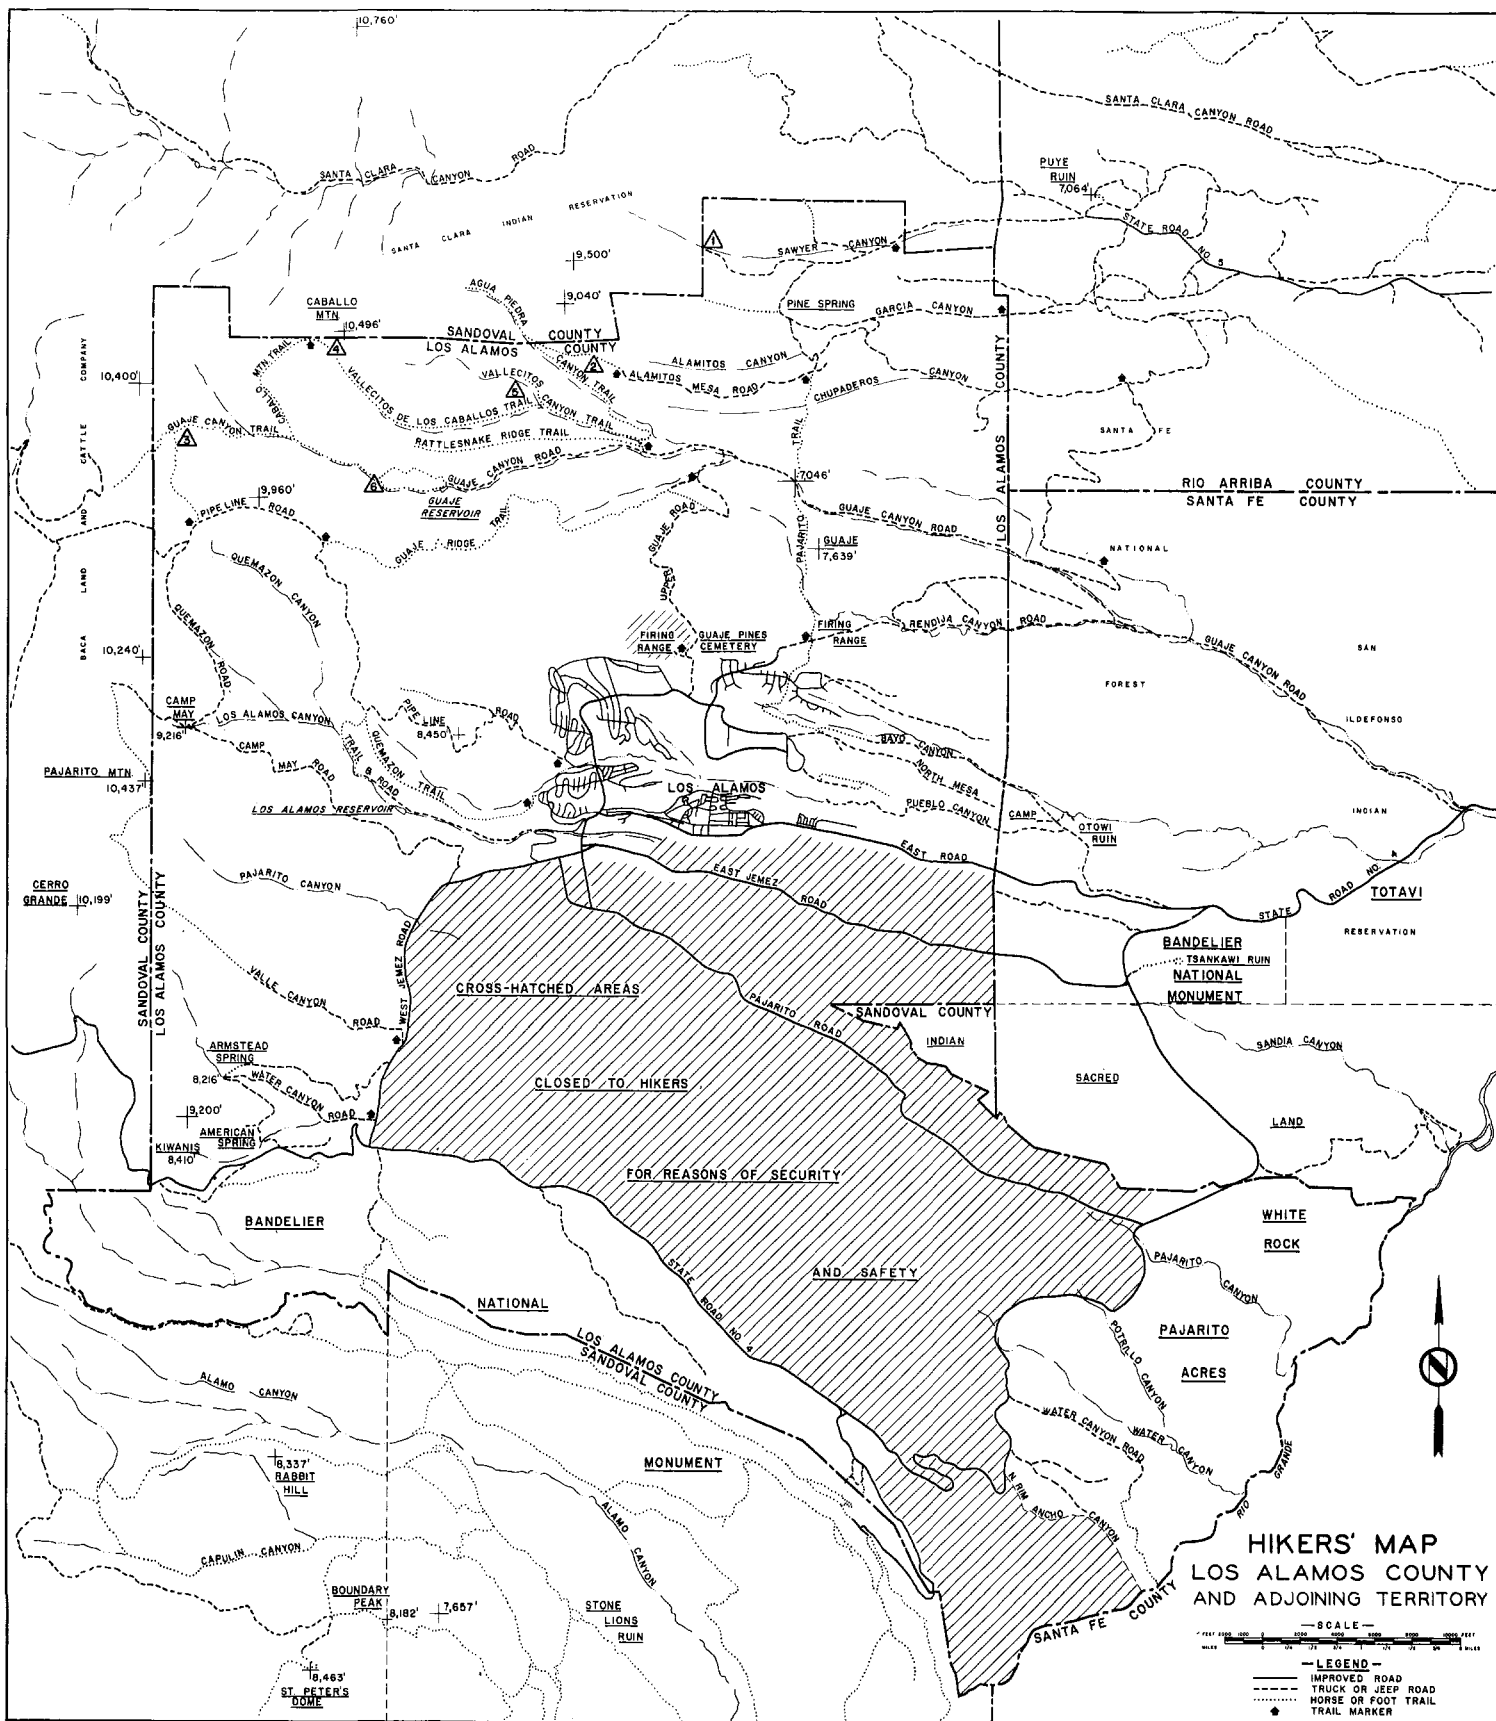 10,760'
SANTA CLARA CANYON ROAD
PUYE
RUIN
7,064'
SANTA CLARA CANYON ROAD
STATE ROAD NO. 5
SANTA CLARA INDIAN RESERVATION
1
SAWYER CANYON
9,500'
AGUA PIEDRA
9,040'
PINE SPRING
GARCIA CANYON
CABALLO
MTN.
10,496'
SANDOVAL COUNTY
LOS ALAMOS COUNTY
4
2
ALAMITOS CANYON
ALAMITOS MESA ROAD
CANYON TRAIL
10,400'
CABALLO MTN. TRAIL
VALLECITOS DE LOS CABALLOS TRAIL
VALLECITOS CANYON TRAIL
5
CHUPADEROS CANYON
LOS ALAMOS COUNTY
BACA LAND AND CATTLE COMPANY
3
GUAJE CANYON TRAIL
RATTLESNAKE RIDGE TRAIL
GUAJE CANYON ROAD
6
GUAJE
RESERVOIR
SANTA FE
RIO ARRIBA COUNTY
SANTA FE COUNTY
7,046'
9,960'
PIPE LINE ROAD
GUAJE RIDGE TRAIL
UPPER GUAJE ROAD
PAJARITO TRAIL
GUAJE CANYON ROAD
GUAJE
7,639'
NATIONAL
QUEMAZON CANYON
QUEMAZON ROAD
FIRING
RANGE
GUAJE PINES
CEMETERY
FIRING
RANGE
RENDIJA CANYON ROAD
GUAJE CANYON ROAD
SAN
10,240'
FOREST
CAMP
MAY
9,216'
LOS ALAMOS CANYON
CAMP MAY ROAD
TRAIL & ROAD
QUEMAZON TRAIL
PIPE LINE ROAD
8,450'
ILDEFONSO
BAYO CANYON
NORTH MESA
PAJARITO MTN.
10,437'
LOS ALAMOS RESERVOIR
LOS ALAMOS
PUEBLO CANYON
CAMP
OTOWI
RUIN
INDIAN
EAST ROAD
EAST JEMEZ ROAD
STATE ROAD NO. 4
TOTAVI
PAJARITO CANYON
CERRO
GRANDE 10,199'
RESERVATION
BANDELIER
TSANKAWI RUIN
NATIONAL
MONUMENT
SANDOVAL COUNTY
LOS ALAMOS COUNTY
VALLE CANYON ROAD
WEST JEMEZ ROAD
CROSS-HATCHED AREAS
PAJARITO ROAD
SANDOVAL COUNTY
INDIAN
SANDIA CANYON
ARMSTEAD
SPRING
8,216'
WATER CANYON ROAD
CLOSED TO HIKERS
SACRED
9,200'
AMERICAN
SPRING
KIWANIS
8,410'
LAND
FOR REASONS OF SECURITY
BANDELIER
WHITE
ROCK
AND SAFETY
PAJARITO CANYON
STATE ROAD NO. 4
NATIONAL
LOS ALAMOS COUNTY
SANDOVAL COUNTY
POTRILLO CANYON
PAJARITO
ACRES
ALAMO CANYON
WATER CANYON ROAD
WATER CANYON
8,337'
RABBIT
HILL
MONUMENT
N. RIM ANCHO CANYON
RIO GRANDE
ALAMO CANYON
CAPULIN CANYON
BOUNDARY
PEAK
8,182'
7,657'
STONE
LIONS
RUIN
8,463'
ST. PETER'S
DOME
SANTA FE COUNTY
HIKERS' MAP
LOS ALAMOS COUNTY
AND ADJOINING TERRITORY
SCALE
LEGEND
IMPROVED ROAD
TRUCK OR JEEP ROAD
HORSE OR FOOT TRAIL
TRAIL MARKER